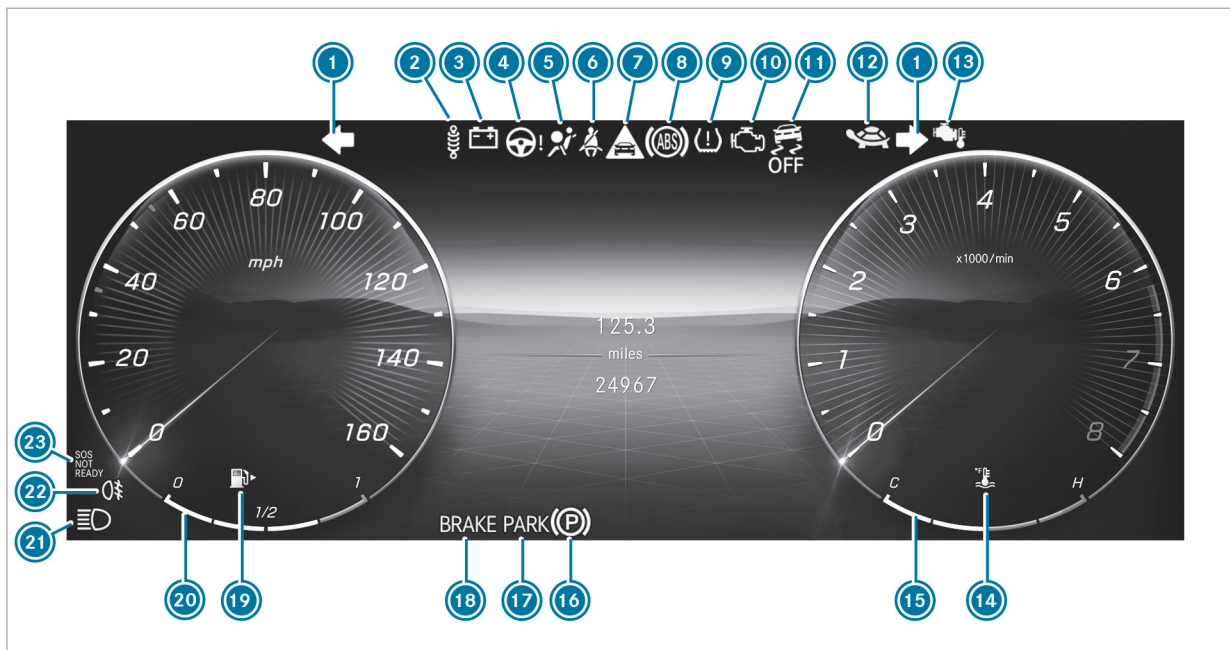 1 2 3 4 5 6 7 8 9 10 11 12 1 13
! ABS ! OFF
80
60 100
mph
40 120
20 140
0 160
4
3 5
x1000/min
2 6
1 7
0 8
125.3
miles
24967
23
SOS
NOT
READY
22
21
0 1/2 1
°F
C H
BRAKE PARK (P)
20 19 18 17 16 15 14